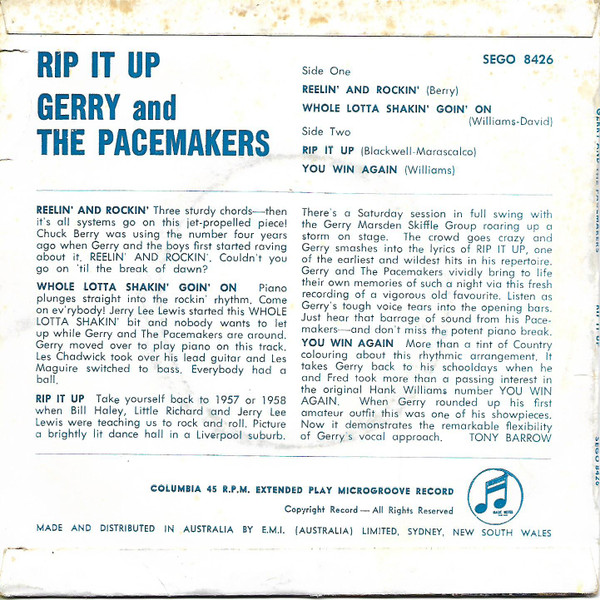 RIP IT UP
GERRY and
THE PACEMAKERS
SEGO 8426
Side One
REELIN' AND ROCKIN' (Berry)
WHOLE LOTTA SHAKIN' GOIN' ON
(Williams-David)
Side Two
RIP IT UP (Blackwell-Marascalco)
YOU WIN AGAIN (Williams)
REELIN' AND ROCKIN' Three sturdy chords—then
it's all systems go on this jet-propelled piece!
Chuck Berry was using the number four years
ago when Gerry and the boys first started raving
about it. REELIN' AND ROCKIN'. Couldn't you
go on 'til the break of dawn?
WHOLE LOTTA SHAKIN' GOIN' ON Piano
plunges straight into the rockin' rhythm. Come
on ev'rybody! Jerry Lee Lewis started this WHOLE
LOTTA SHAKIN' bit and nobody wants to let
up while Gerry and The Pacemakers are around.
Gerry moved over to play piano on this track.
Les Chadwick took over his lead guitar and Les
Maguire switched to bass. Everybody had a
ball.
RIP IT UP Take yourself back to 1957 or 1958
when Bill Haley, Little Richard and Jerry Lee
Lewis were teaching us to rock and roll. Picture
a brightly lit dance hall in a Liverpool suburb.
There's a Saturday session in full swing with
the Gerry Marsden Skiffle Group roaring up a
storm on stage. The crowd goes crazy and
Gerry smashes into the lyrics of RIP IT UP, one
of the earliest and wildest hits in his repertoire.
Gerry and The Pacemakers vividly bring to life
their own memories of such a night via this fresh
recording of a vigorous old favourite. Listen as
Gerry's tough voice tears into the opening bars.
Just hear that barrage of sound from his Pace-
makers—and don't miss the potent piano break.
YOU WIN AGAIN More than a tint of Country
colouring about this rhythmic arrangement. It
takes Gerry back to his schooldays when he
and Fred took more than a passing interest in
the original Hank Williams number YOU WIN
AGAIN. When Gerry rounded up his first
amateur outfit this was one of his showpieces.
Now it demonstrates the remarkable flexibility
of Gerry's vocal approach. TONY BARROW
COLUMBIA 45 R.P.M. EXTENDED PLAY MICROGROOVE RECORD
Copyright Record—All Rights Reserved
MADE AND DISTRIBUTED IN AUSTRALIA BY E.M.I. (AUSTRALIA) LIMITED, SYDNEY, NEW SOUTH WALES
GERRY AND THE PACEMAKERS
RIP IT UP
SEGO 8426